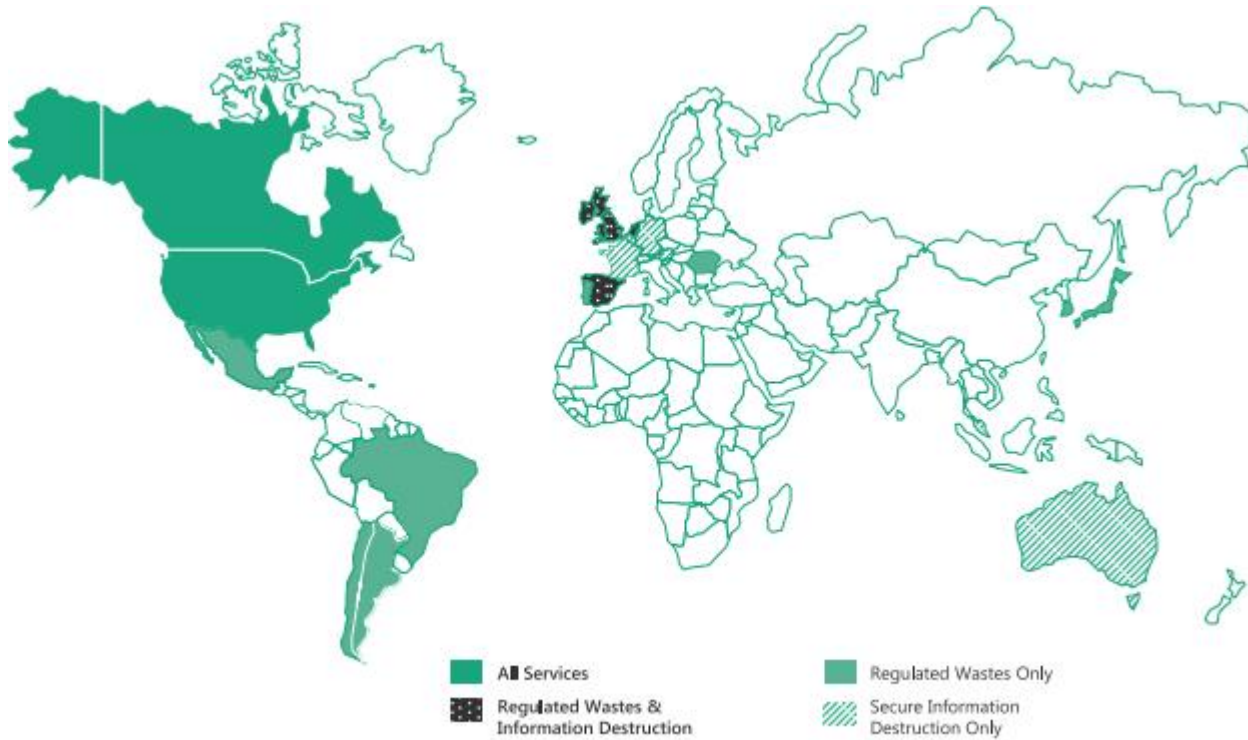 All Services
Regulated Wastes Only
Regulated Wastes &
Information Destruction
Secure Information
Destruction Only